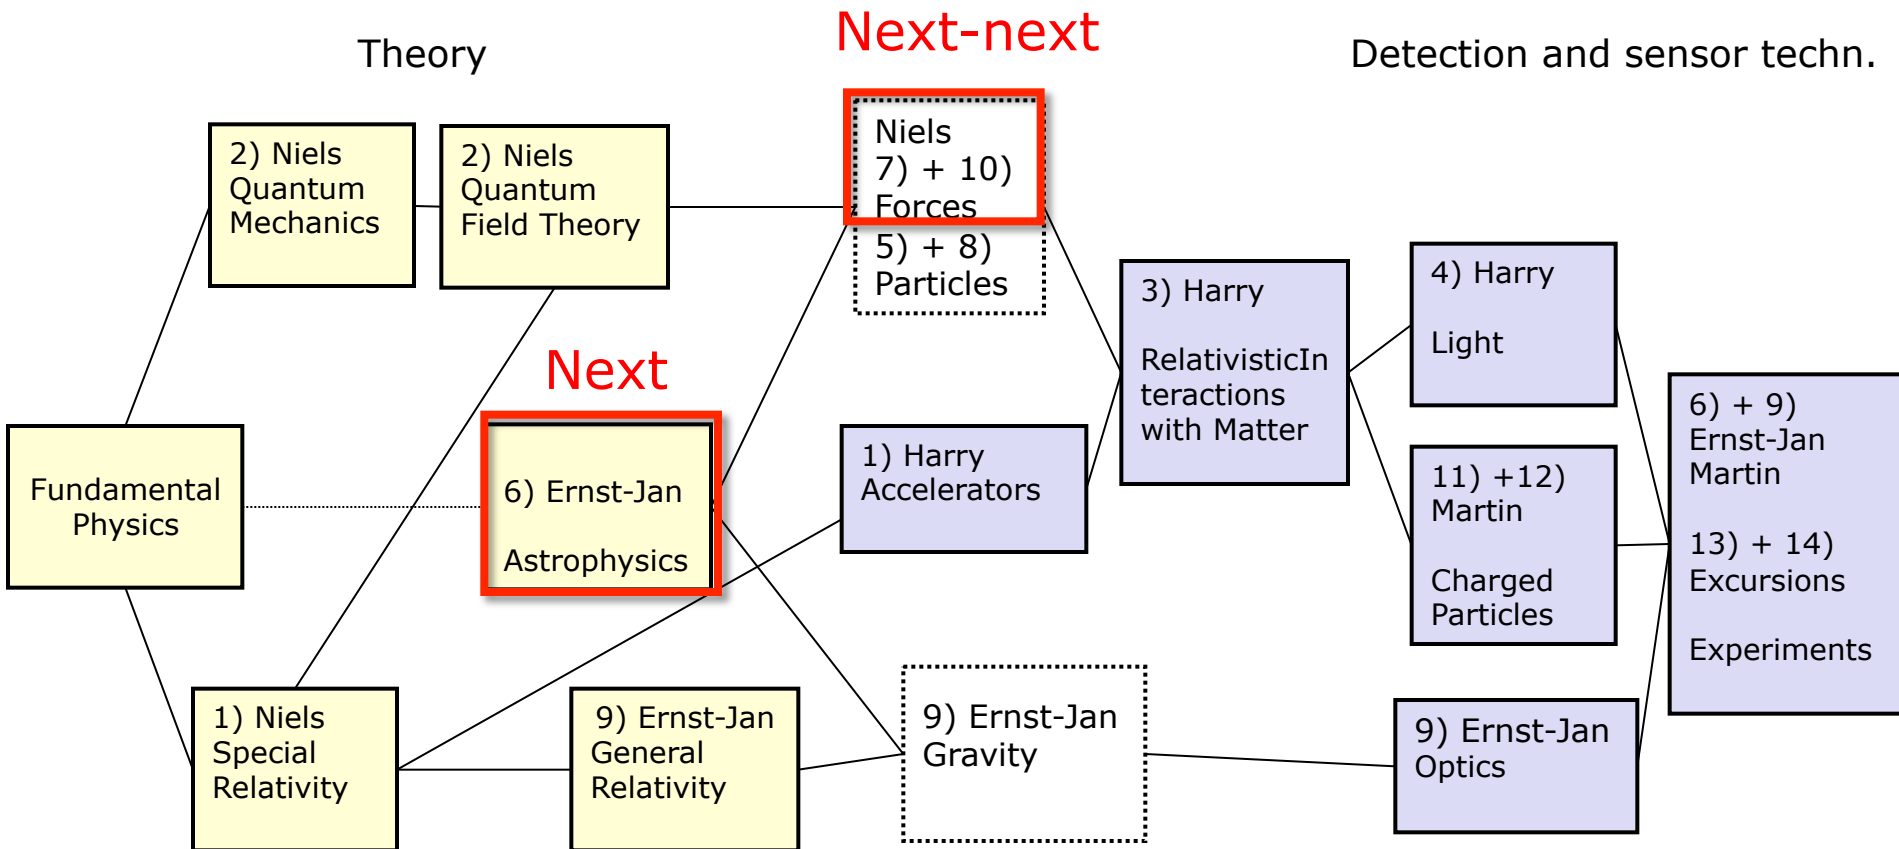 Theory
Next-next
Detection and sensor techn.
2) Niels
Quantum
Mechanics
2) Niels
Quantum
Field Theory
Niels
7) + 10)
Forces
5) + 8)
Particles
3) Harry
RelativisticIn
teractions
with Matter
4) Harry
Light
Next
Fundamental
Physics
6) Ernst-Jan
Astrophysics
1) Harry
Accelerators
11) +12)
Martin
Charged
Particles
6) + 9)
Ernst-Jan
Martin
13) + 14)
Excursions
Experiments
1) Niels
Special
Relativity
9) Ernst-Jan
General
Relativity
9) Ernst-Jan
Gravity
9) Ernst-Jan
Optics